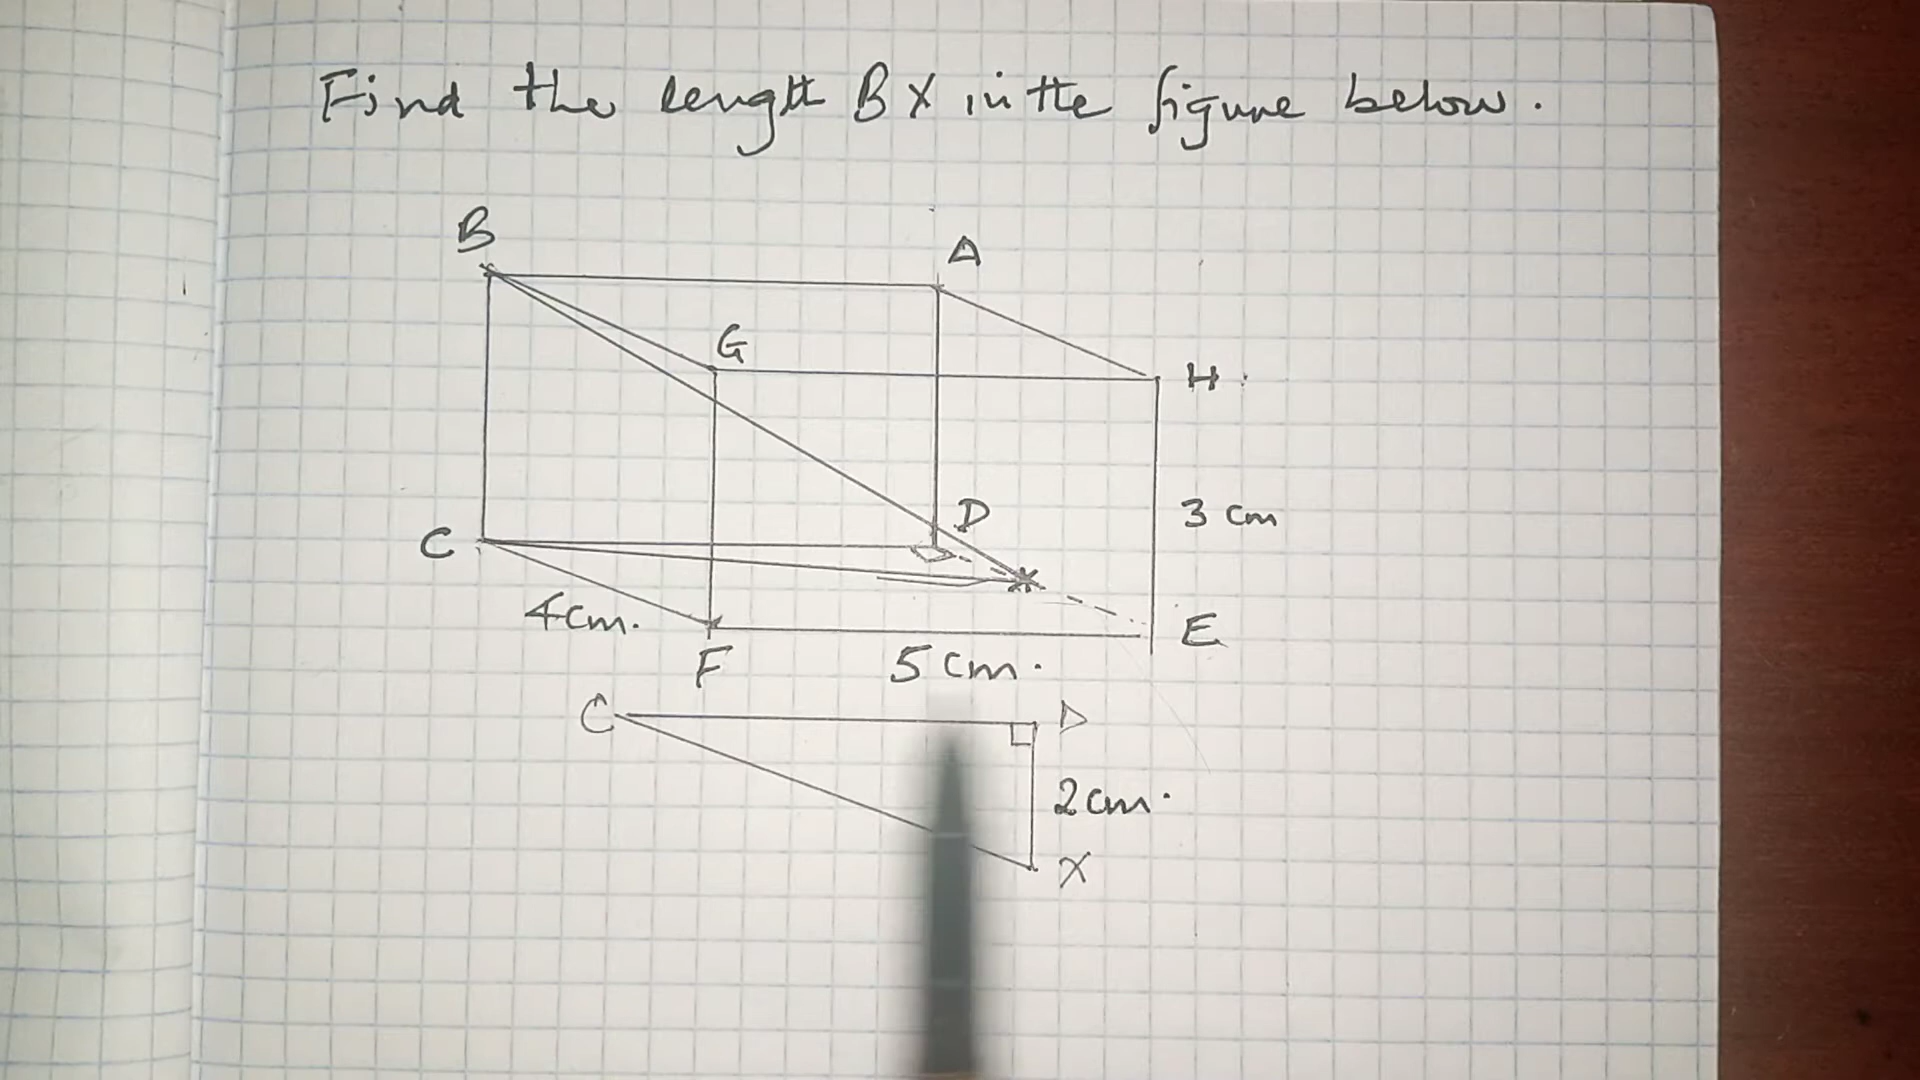 Find the length BX in the figure below.
B
A
G
H
D
3 cm
C
4cm.
E
F
5 cm.
C
D
2cm.
X